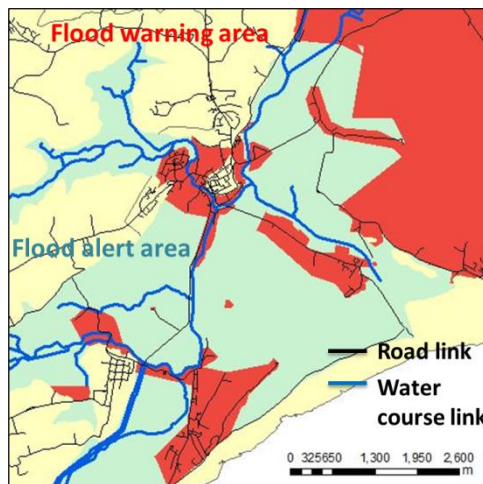 Flood warning area
Flood alert area
Road link
Water
course link
0 325650 1,300 1,950 2,600
m